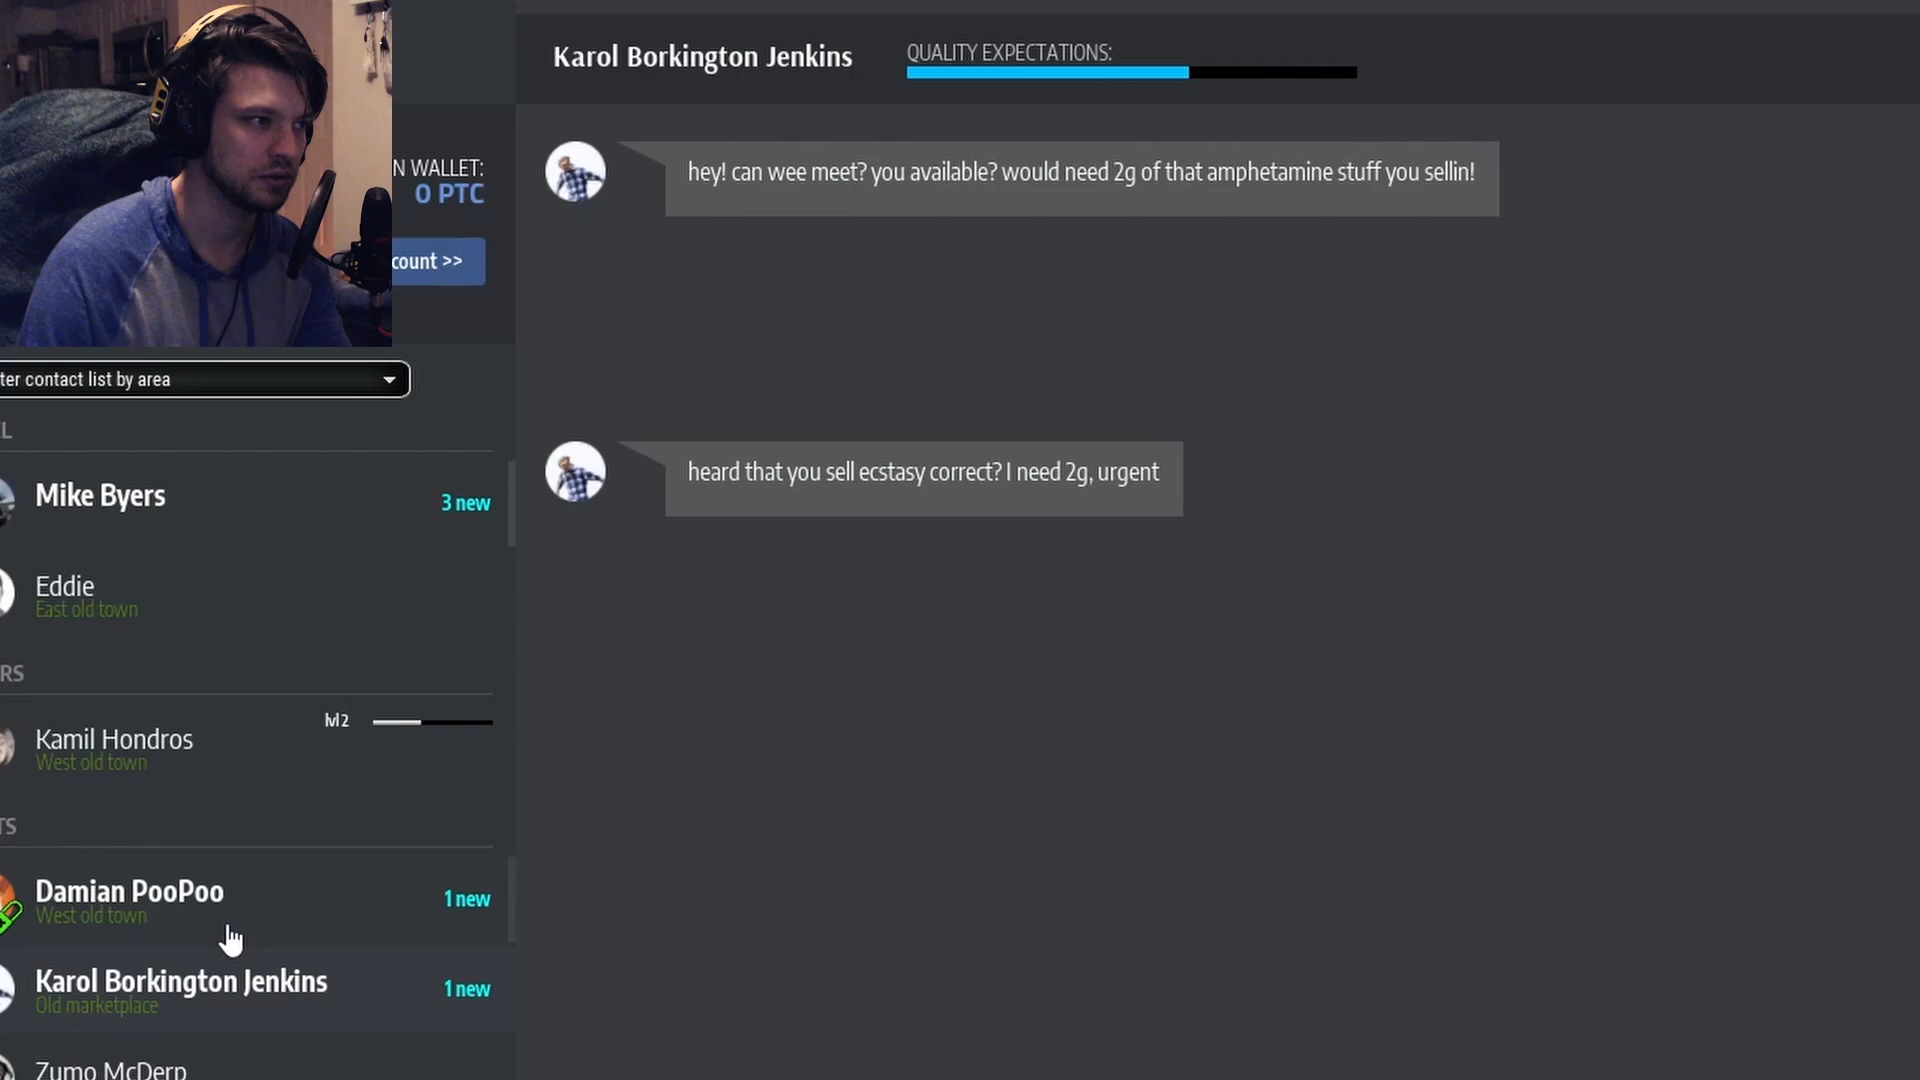 Karol Borkington Jenkins
QUALITY EXPECTATIONS:
hey! can wee meet? you available? would need 2g of that amphetamine stuff you sellin!
heard that you sell ecstasy correct? I need 2g, urgent
N WALLET:
0 PTC
count >>
ter contact list by area
L
Mike Byers
3 new
Eddie
East old town
RS
lvl 2
Kamil Hondros
West old town
TS
Damian PooPoo
1 new
West old town
Karol Borkington Jenkins
1 new
Old marketplace
Zumo McDerp